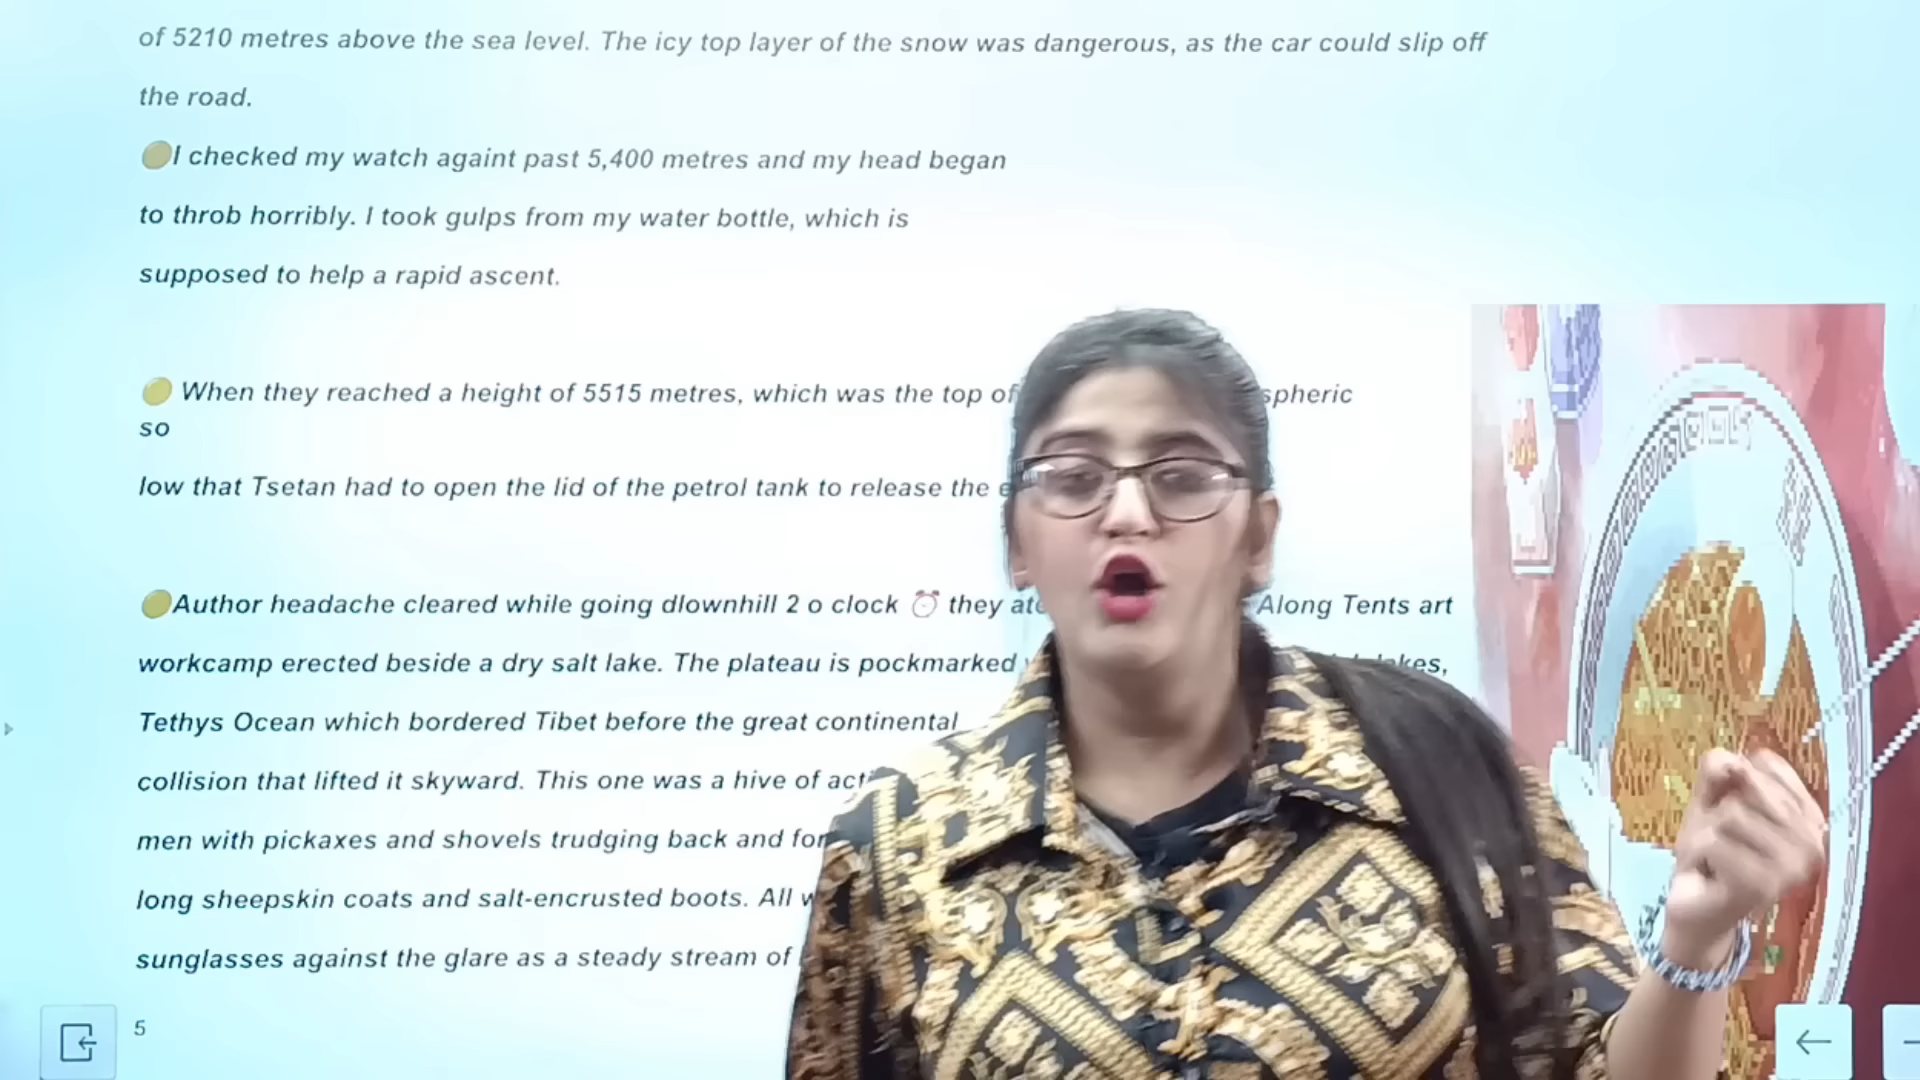 of 5210 metres above the sea level. The icy top layer of the snow was dangerous, as the car could slip off
the road.
I checked my watch againt past 5,400 metres and my head began
to throb horribly. I took gulps from my water bottle, which is
supposed to help a rapid ascent.
When they reached a height of 5515 metres, which was the top of spheric
so
low that Tsetan had to open the lid of the petrol tank to release the
Author headache cleared while going dlownhill 2 o clock ⏰ they Along Tents art
workcamp erected beside a dry salt lake. The plateau is pockmarked
Tethys Ocean which bordered Tibet before the great continental
collision that lifted it skyward. This one was a hive of
men with pickaxes and shovels trudging back and
long sheepskin coats and salt-encrusted boots. All
sunglasses against the glare as a steady stream of
5